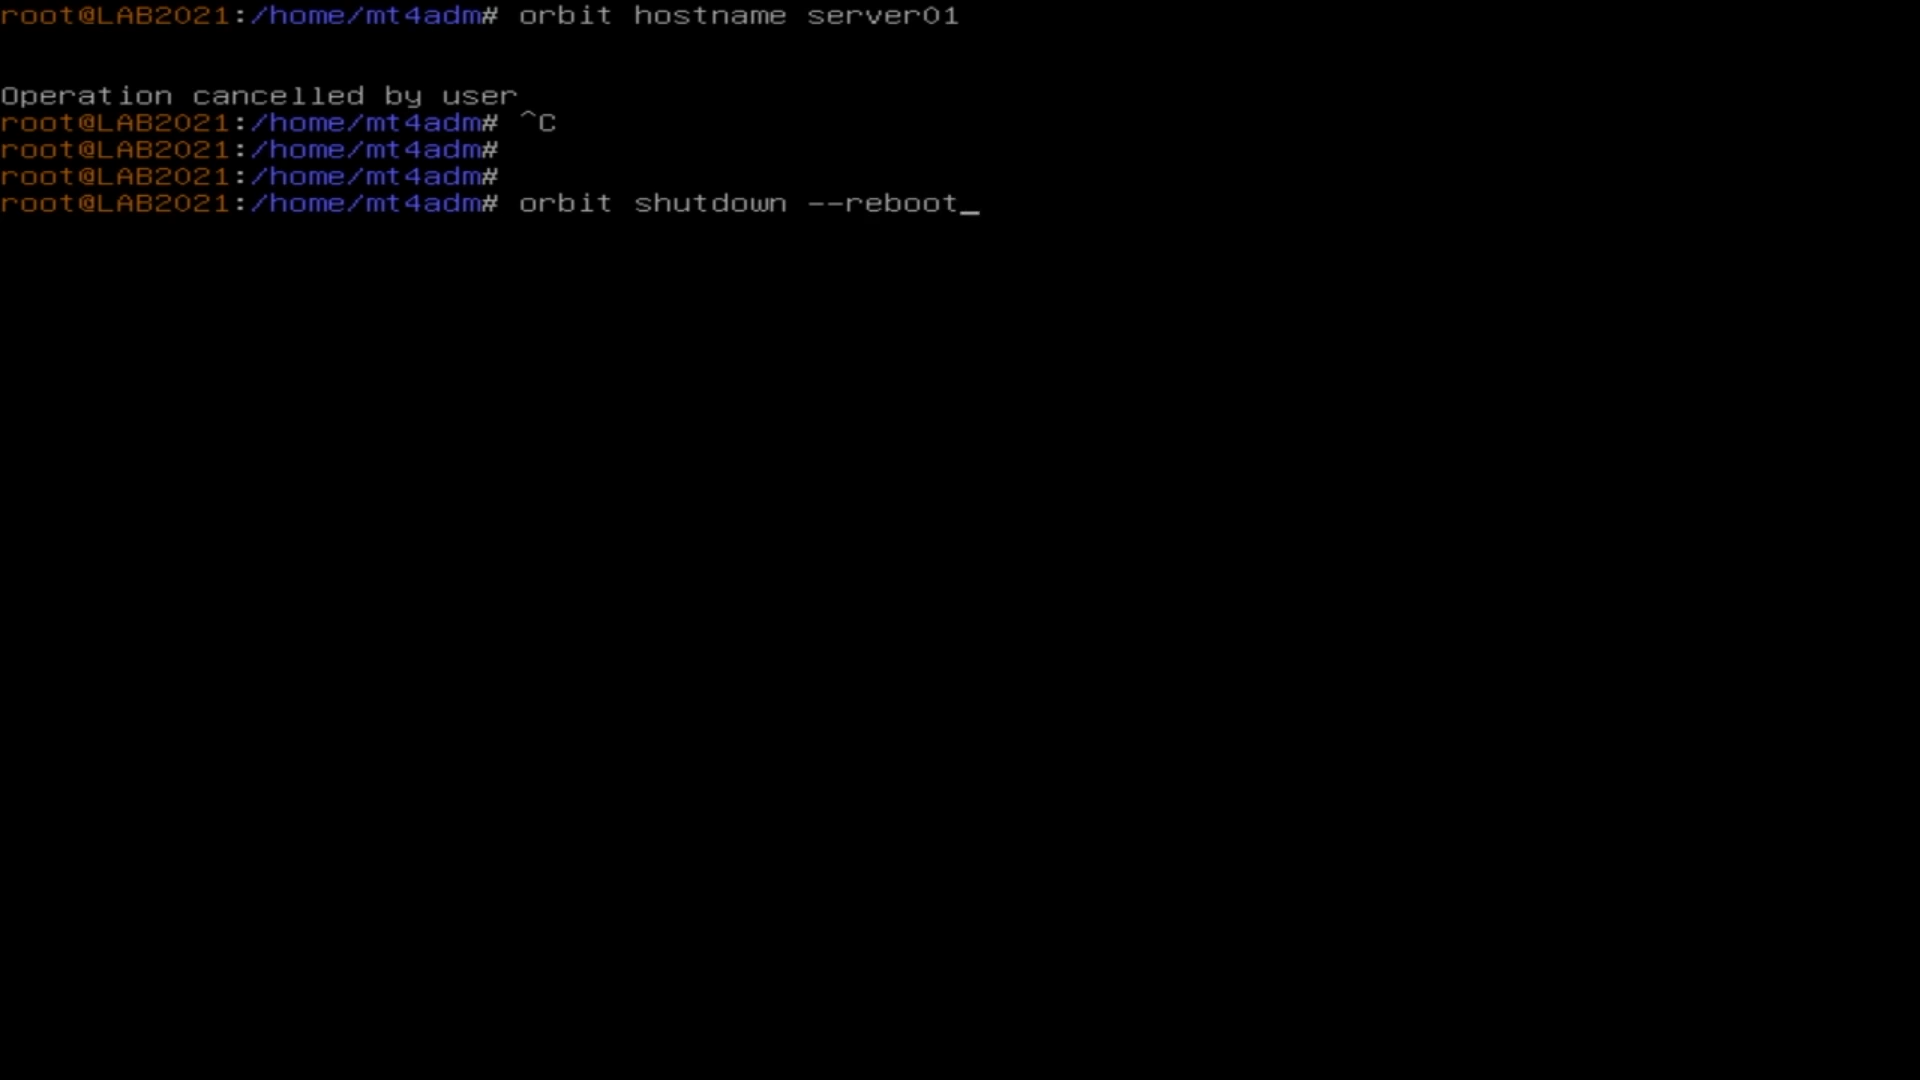 root@LAB2021:/home/mt4adm# orbit hostname server01
Operation cancelled by user
root@LAB2021:/home/mt4adm# ^C
root@LAB2021:/home/mt4adm#
root@LAB2021:/home/mt4adm#
root@LAB2021:/home/mt4adm# orbit shutdown --reboot_